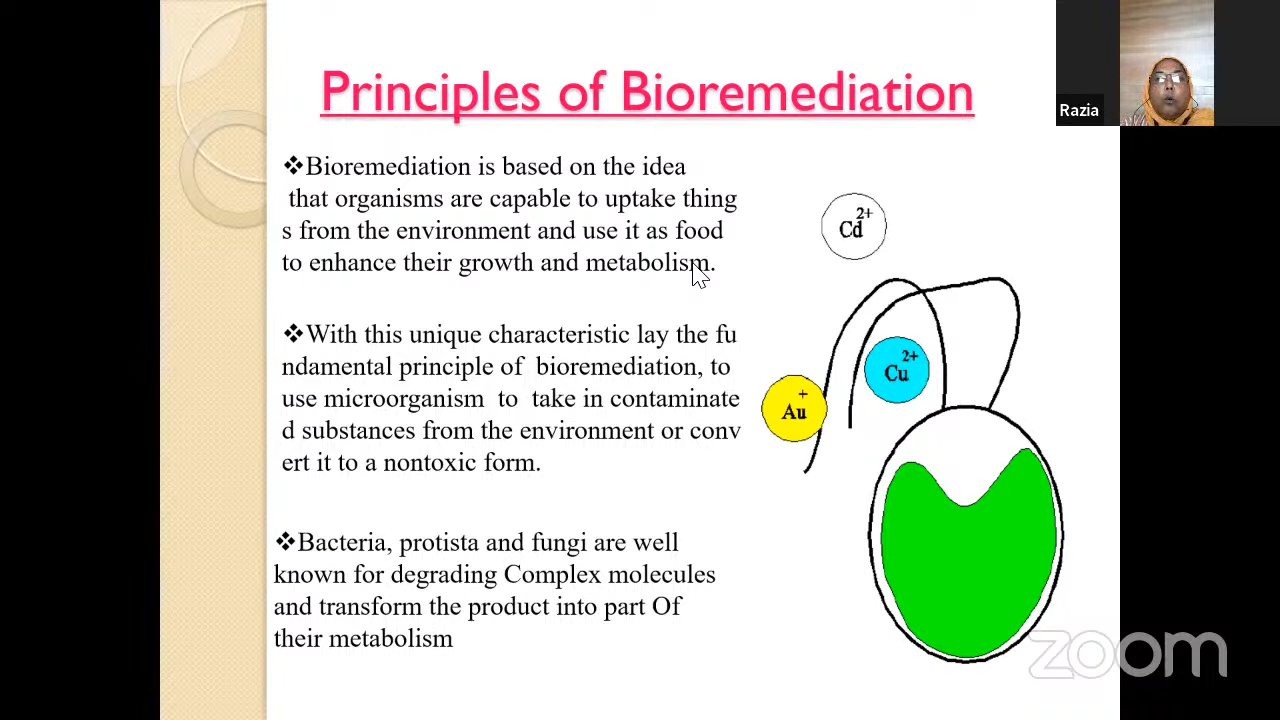 Principles of Bioremediation
Razia
❖Bioremediation is based on the idea
that organisms are capable to uptake thing
s from the environment and use it as food
to enhance their growth and metabolism.
❖With this unique characteristic lay the fu
ndamental principle of bioremediation, to
use microorganism to take in contaminate
d substances from the environment or conv
ert it to a nontoxic form.
❖Bacteria, protista and fungi are well
known for degrading Complex molecules
and transform the product into part Of
their metabolism
Cd2+
Cu2+
Au+
zoom